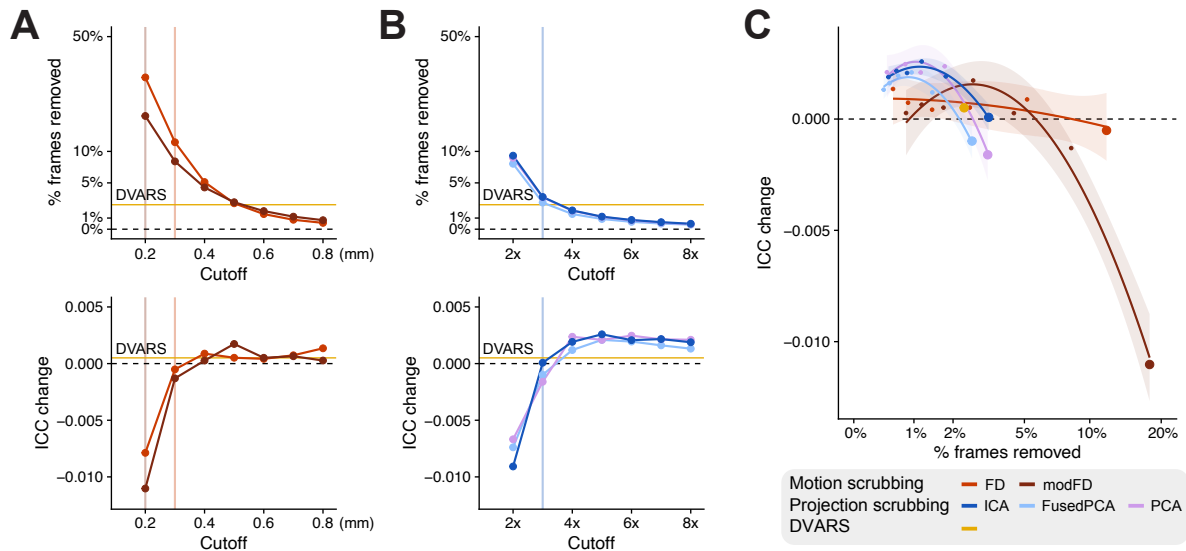 A
50%
10%
5%
1%
0%
% frames removed
DVARS
0.2
0.4
0.6
0.8
(mm)
Cutoff
0.005
0.000
−0.005
−0.010
ICC change
DVARS
0.2
0.4
0.6
0.8
(mm)
Cutoff
B
50%
10%
5%
1%
0%
% frames removed
DVARS
2x
4x
6x
8x
Cutoff
0.005
0.000
−0.005
−0.010
ICC change
DVARS
2x
4x
6x
8x
Cutoff
C
0.000
−0.005
−0.010
ICC change
0%
1%
2%
5%
10%
20%
% frames removed
Motion scrubbing FD modFD
Projection scrubbing ICA FusedPCA PCA
DVARS